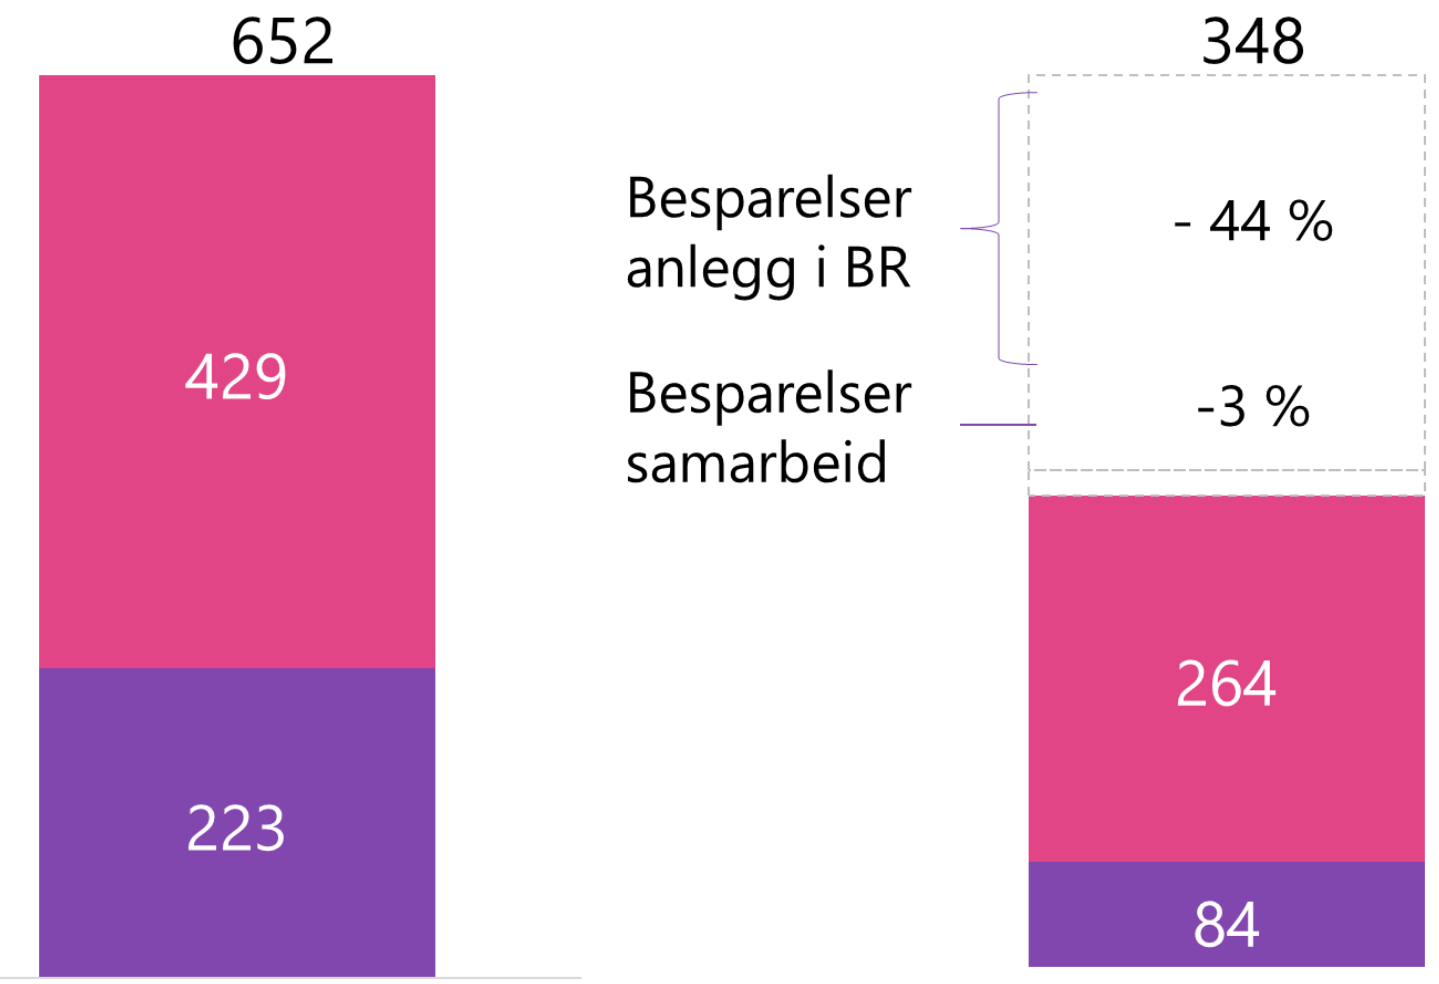 652
429
223
Besparelser
anlegg i BR
Besparelser
samarbeid
348
- 44 %
-3 %
264
84